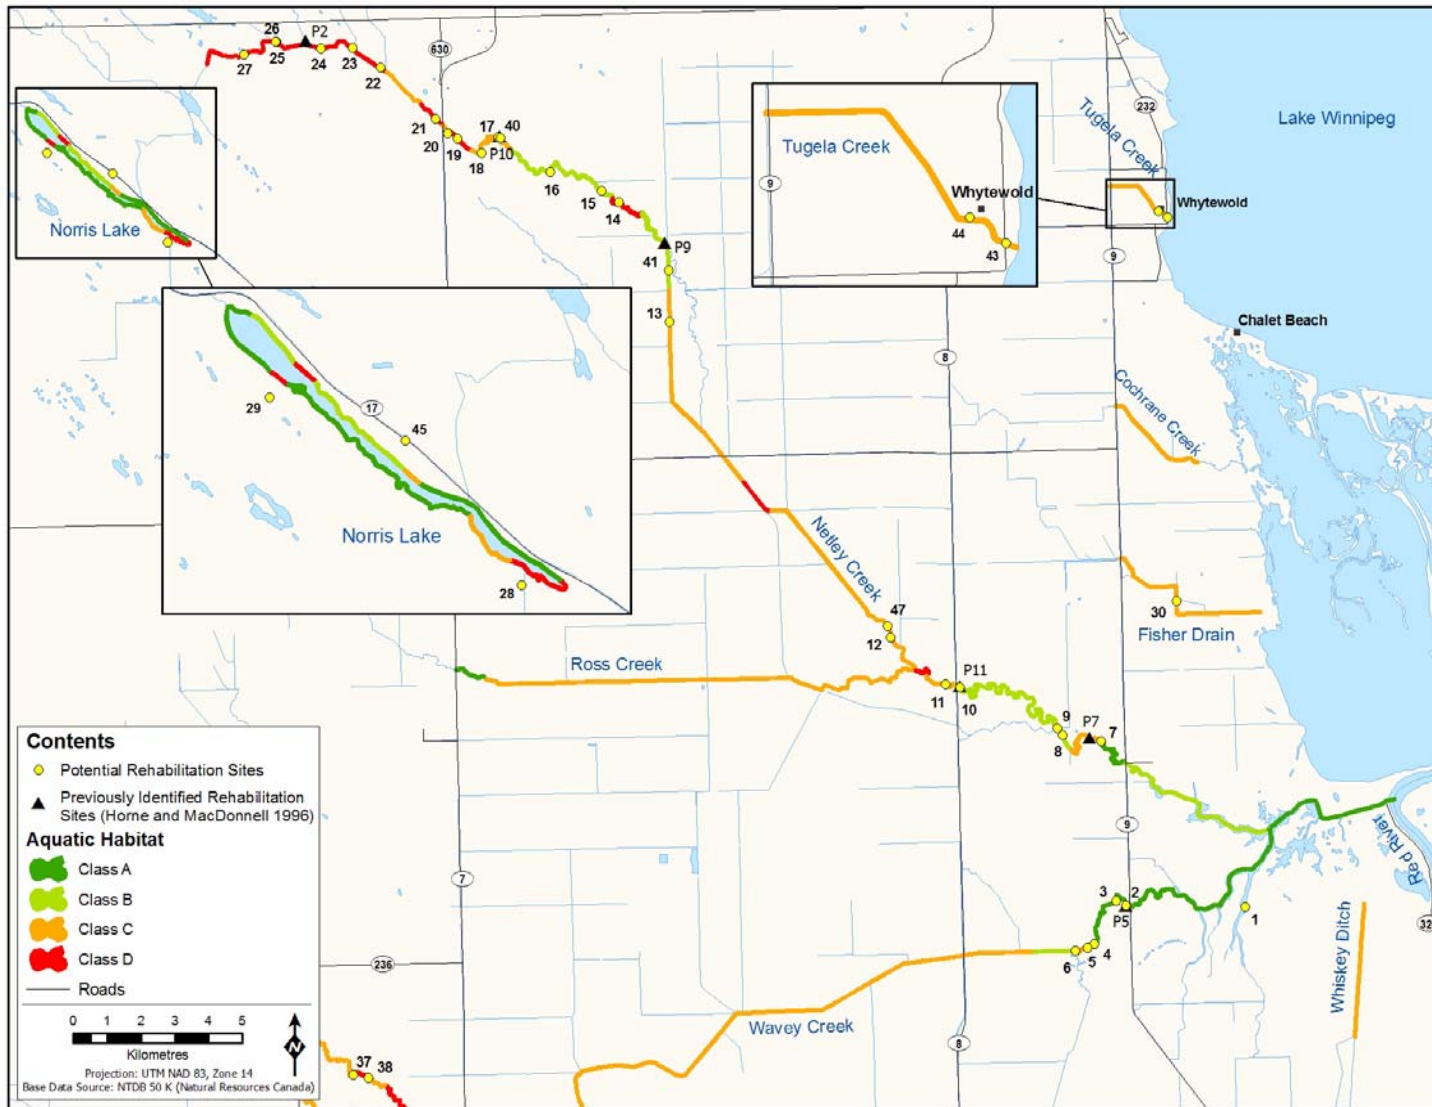 26
P2
27
25
24
23
22
630
21
20
19
18
17
40
P10
16
15
14
P9
41
13
Norris Lake
9
Tugela Creek
Whytewold
44
43
Tugela Creek
232
Lake Winnipeg
Whytewold
9
Chalet Beach
8
Cochrane Creek
29
17
45
Norris Lake
28
Netley Creek
47
12
30
Fisher Drain
Ross Creek
11
P11
10
9
8
P7
7
9
Red River
3
2
P5
1
4
5
6
Whiskey Ditch
32
7
236
Wavey Creek
8
37
38
Contents
Potential Rehabilitation Sites
Previously Identified Rehabilitation
Sites (Horne and MacDonnell 1996)
Aquatic Habitat
Class A
Class B
Class C
Class D
Roads
0 1 2 3 4 5
Kilometres
N
Projection: UTM NAD 83, Zone 14
Base Data Source: NTDB 50 K (Natural Resources Canada)